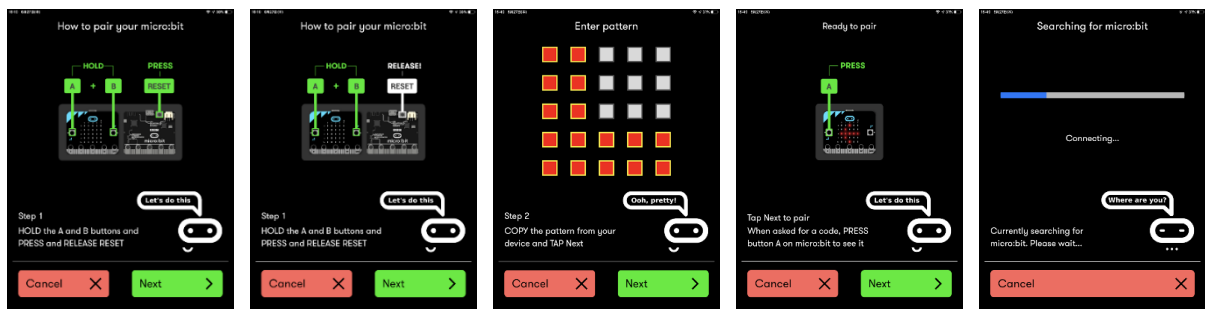 How to pair your micro:bit
HOLD
PRESS
A
+
B
RESET
Let's do this
Step 1
HOLD the A and B buttons and
PRESS and RELEASE RESET
Cancel
Next
How to pair your micro:bit
HOLD
RELEASE!
A
+
B
RESET
Let's do this
Step 1
HOLD the A and B buttons and
PRESS and RELEASE RESET
Cancel
Next
Enter pattern
Ooh, pretty!
Step 2
COPY the pattern from your
device and TAP Next
Cancel
Next
Ready to pair
PRESS
A
Let's do this
Tap Next to pair
When asked for a code, PRESS
button A on micro:bit to see it
Cancel
Next
Searching for micro:bit
Connecting...
Where are you?
Currently searching for
micro:bit. Please wait...
Cancel